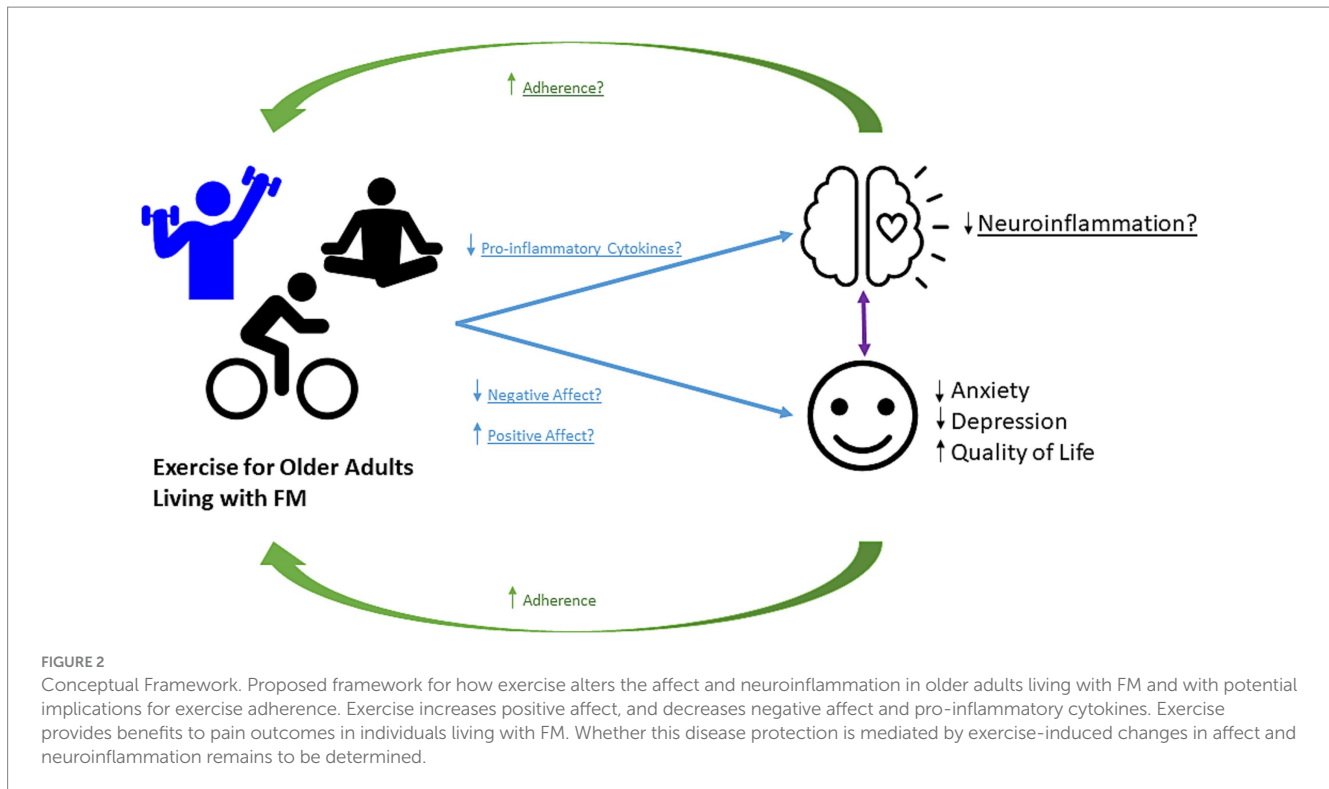 ↑ Adherence?
↓ Pro-inflammatory Cytokines?
↓ Neuroinflammation?
↓ Negative Affect?
↑ Positive Affect?
↓ Anxiety
↓ Depression
↑ Quality of Life
Exercise for Older Adults
Living with FM
↑ Adherence
FIGURE 2
Conceptual Framework. Proposed framework for how exercise alters the affect and neuroinflammation in older adults living with FM and with potential
implications for exercise adherence. Exercise increases positive affect, and decreases negative affect and pro-inflammatory cytokines. Exercise
provides benefits to pain outcomes in individuals living with FM. Whether this disease protection is mediated by exercise-induced changes in affect and
neuroinflammation remains to be determined.